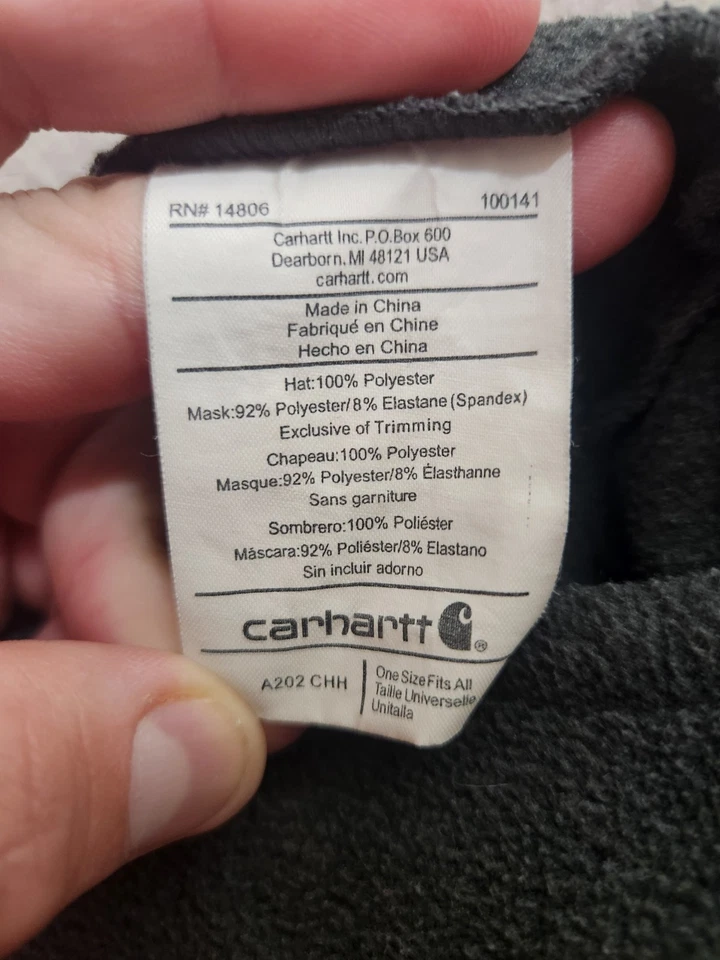 RN# 14806 100141
Carhartt Inc. P.O.Box 600
Dearborn. MI 48121 USA
carhartt.com
Made in China
Fabriqué en Chine
Hecho en China
Hat:100% Polyester
Mask:92% Polyester/8% Elastane (Spandex)
Exclusive of Trimming
Chapeau:100% Polyester
Masque:92% Polyester/8% Élasthanne
Sans garniture
Sombrero:100% Poliéster
Máscara:92% Poliéster/8% Elastano
Sin incluir adorno
carhartt ®
A202 CHH
One Size Fits All
Taille Universelle
Unitalla